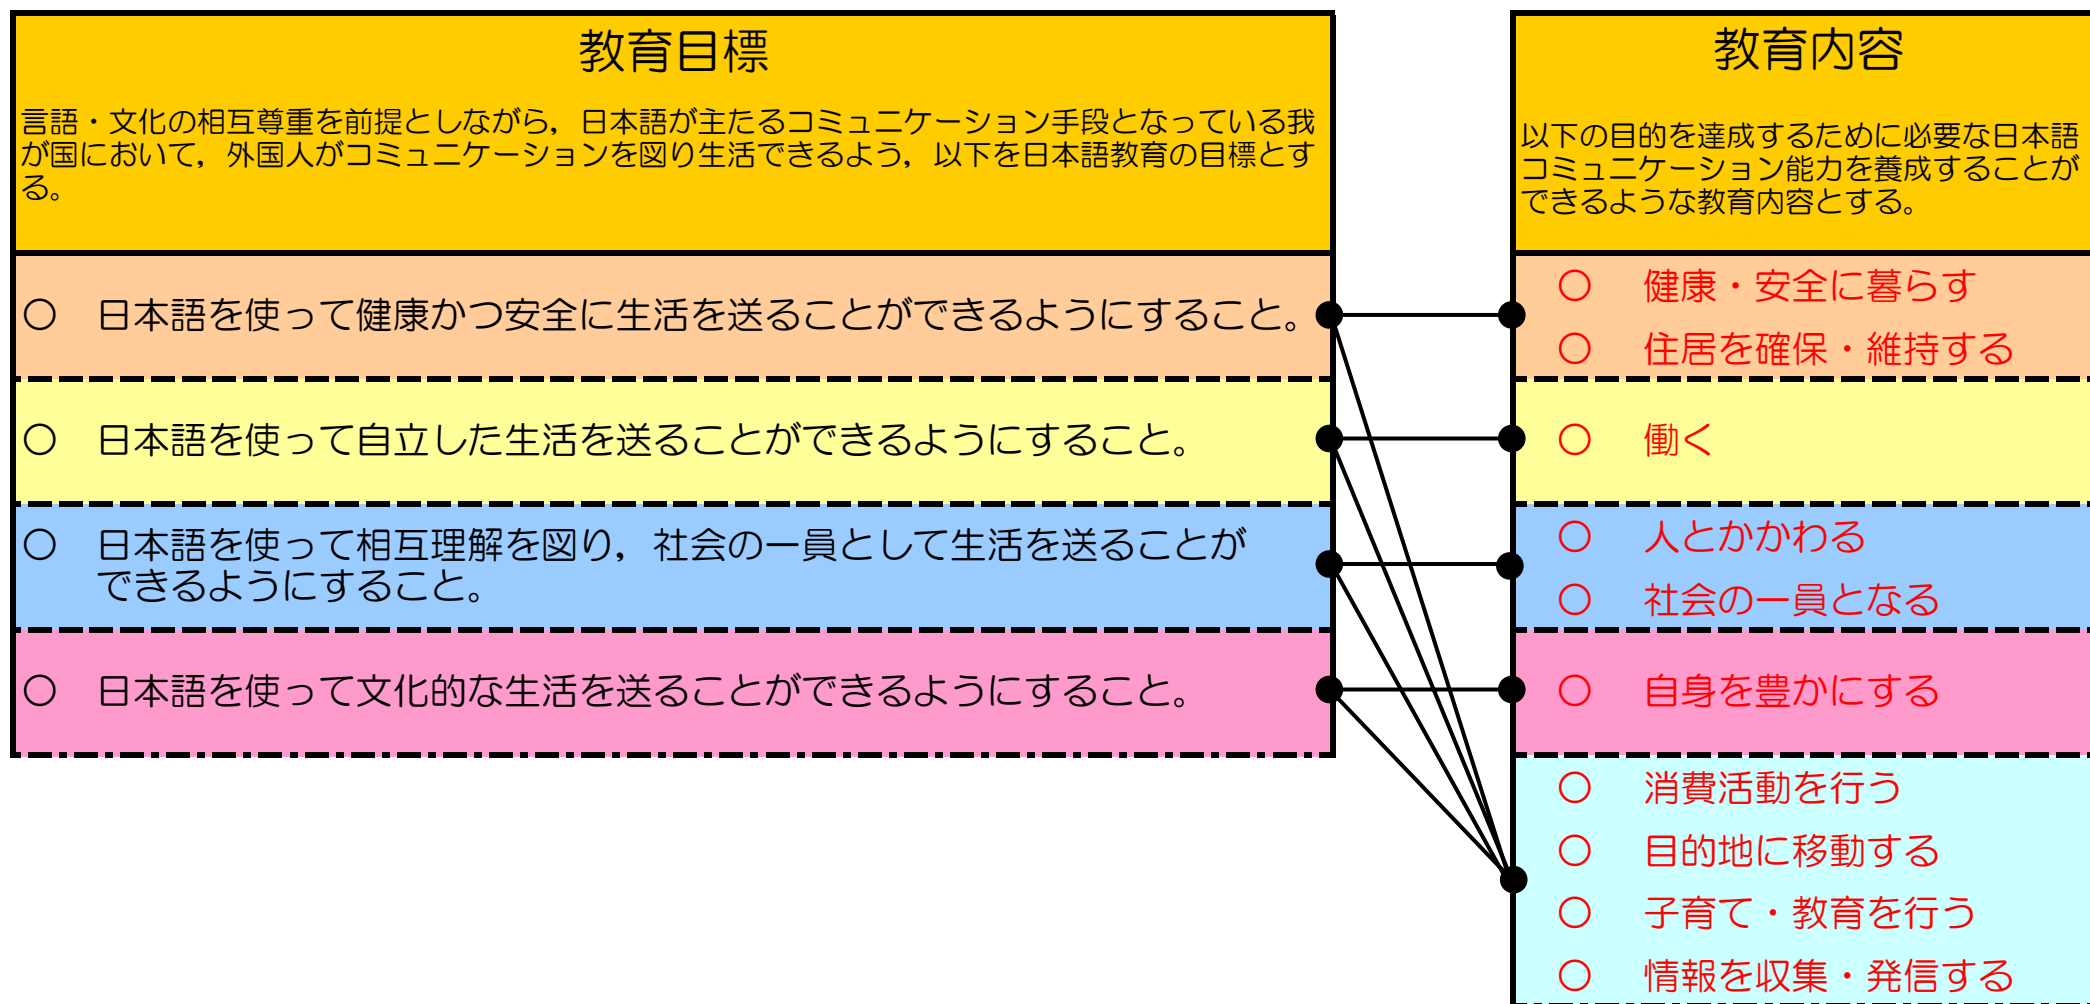 教育目標
言語・文化の相互尊重を前提としながら，日本語が主たるコミュニケーション手段となっている我
が国において，外国人がコミュニケーションを図り生活できるよう，以下を日本語教育の目標とす
る。
○ 日本語を使って健康かつ安全に生活を送ることができるようにすること。
○ 日本語を使って自立した生活を送ることができるようにすること。
○ 日本語を使って相互理解を図り，社会の一員として生活を送ることが
できるようにすること。
○ 日本語を使って文化的な生活を送ることができるようにすること。
教育内容
以下の目的を達成するために必要な日本語
コミュニケーション能力を養成することが
できるような教育内容とする。
○ 健康・安全に暮らす
○ 住居を確保・維持する
○ 働く
○ 人とかかわる
○ 社会の一員となる
○ 自身を豊かにする
○ 消費活動を行う
○ 目的地に移動する
○ 子育て・教育を行う
○ 情報を収集・発信する